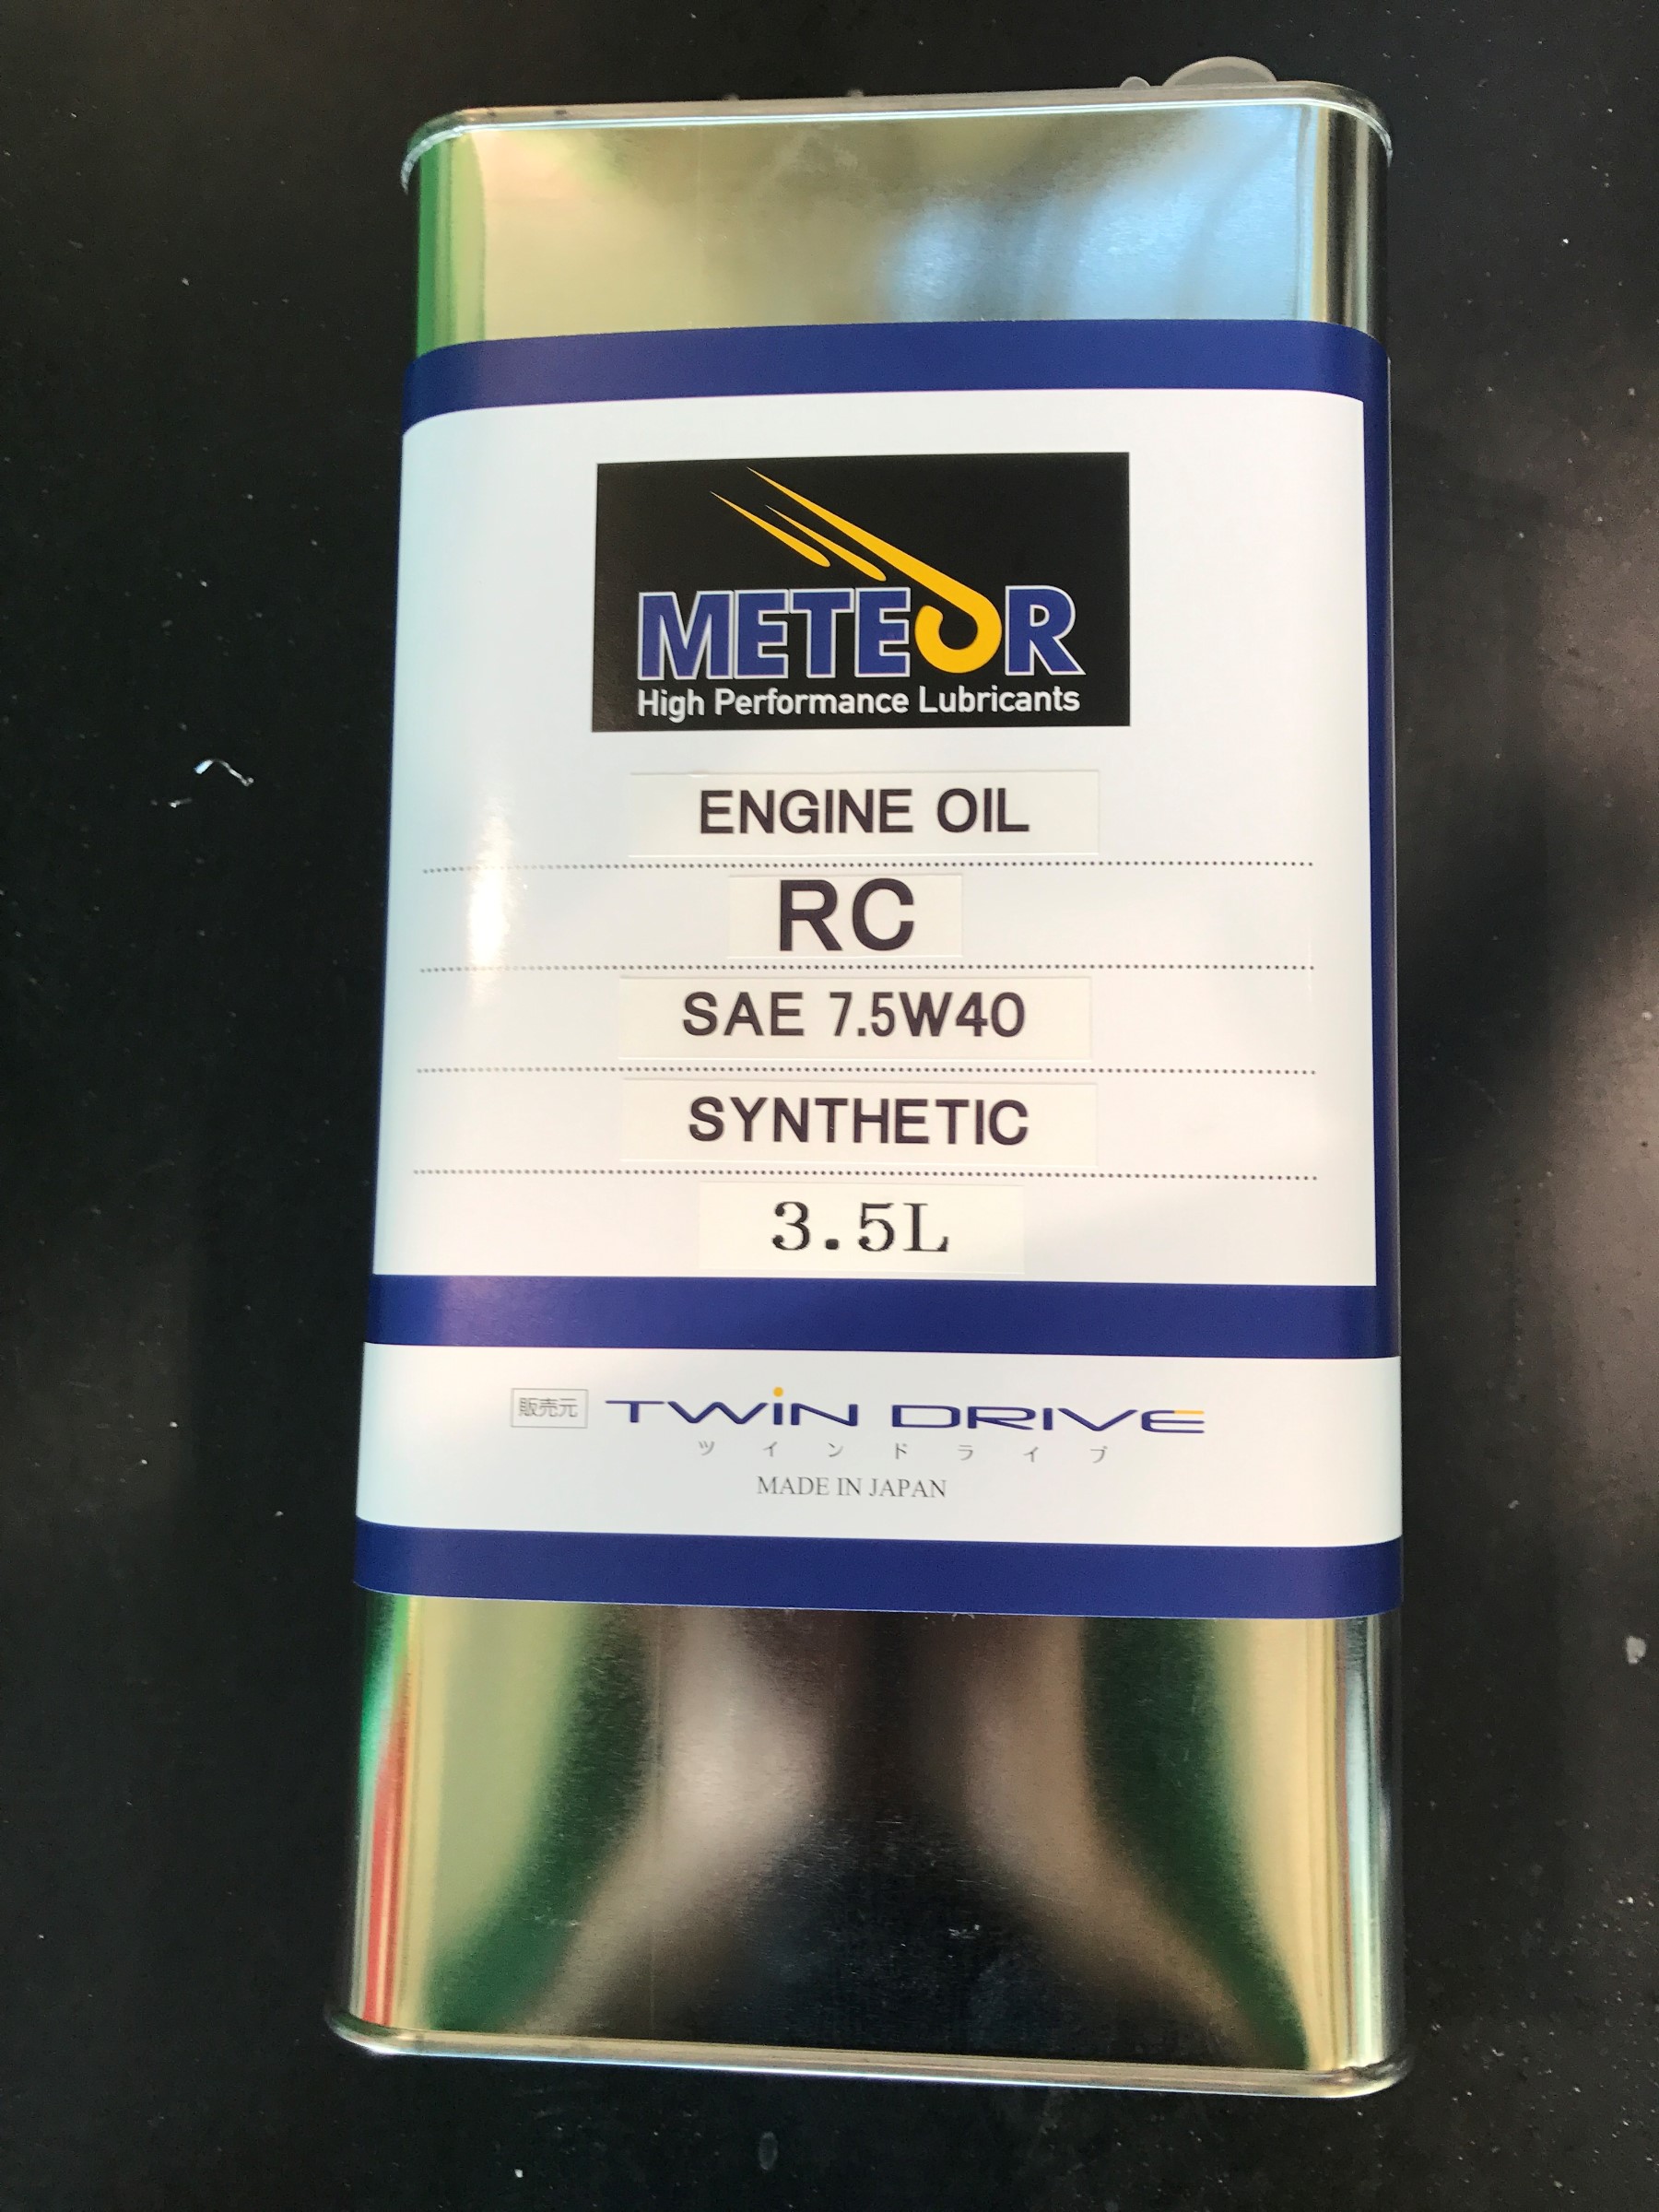 METEOR
High Performance Lubricants
ENGINE OIL
RC
SAE 7.5W40
SYNTHETIC
3.5L
販売元 TWIN DRIVE
ツインドライブ
MADE IN JAPAN